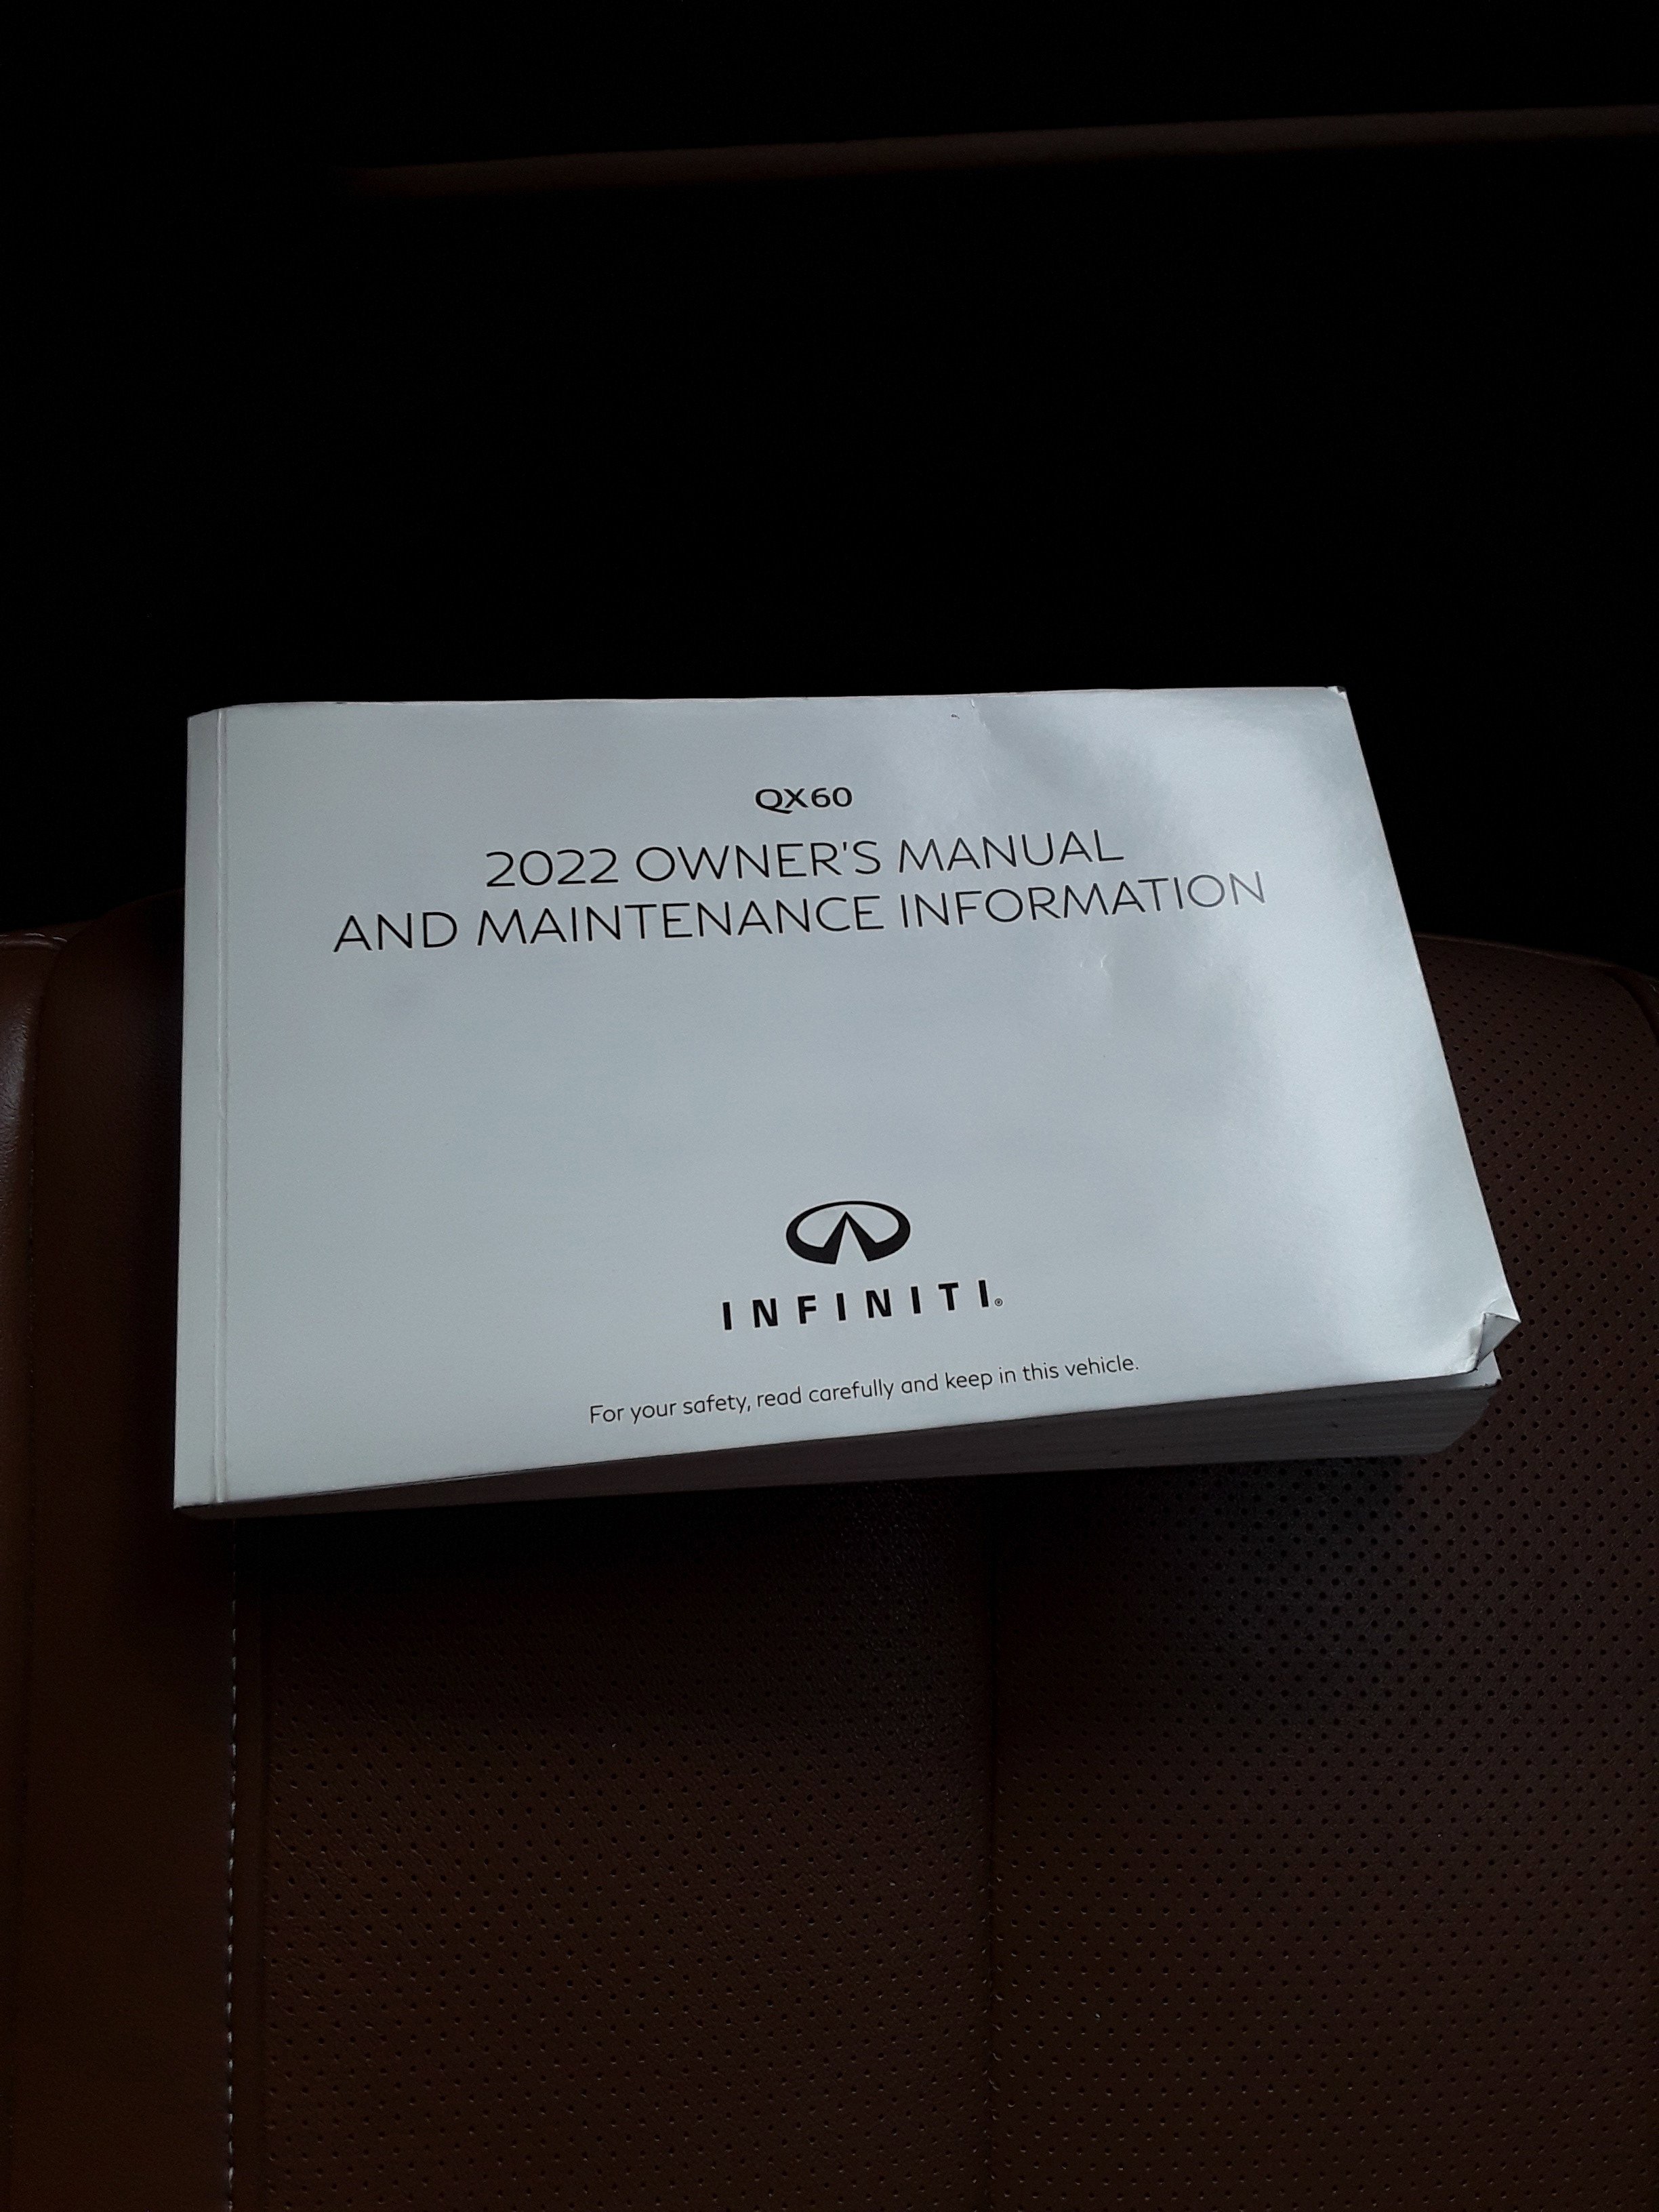 QX60
2022 OWNER'S MANUAL
AND MAINTENANCE INFORMATION
INFINITI®
For your safety, read carefully and keep in this vehicle.